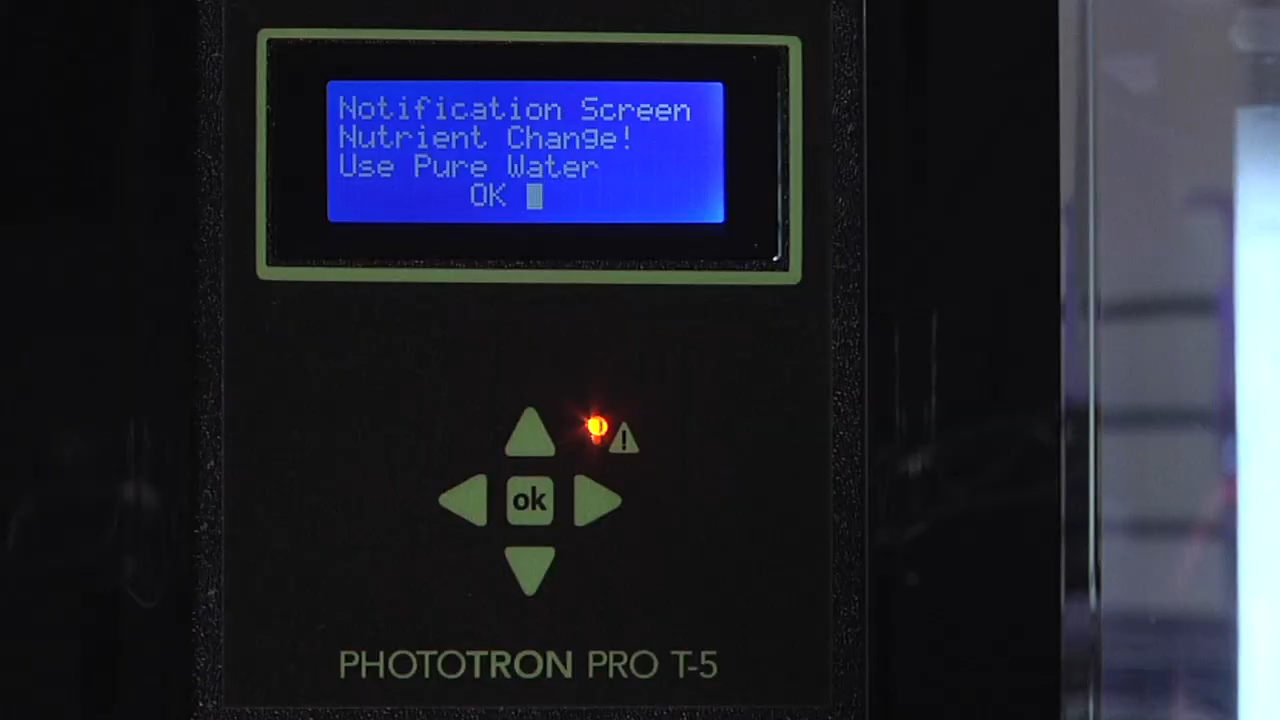 Notification Screen
Nutrient Change!
Use Pure Water
OK
!
ok
PHOTOTRON PRO T-5